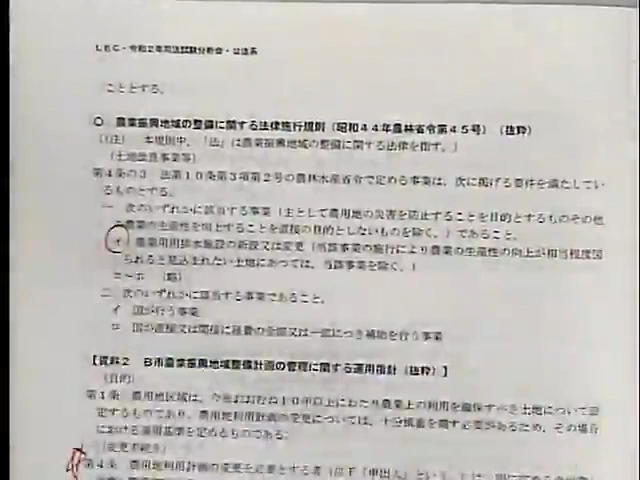 LEC・令和2年司法試験分析会・公法系
こととする。
○ 農業振興地域の整備に関する法律施行規則（昭和44年農林省令第45号）（抜粋）
（注） 本規則中、「法」は農業振興地域の整備に関する法律を指す。）
（土地改良事業等）
第4条の3 法第10条第3項第2号の農林水産省令で定める事業は、次に掲げる要件を満たしてい
るものとする。
一 次のいずれかに該当する事業（主として農用地の災害を防止することを目的とするものその他
農業の生産性を向上することを直接の目的としないものを除く。）であること。
イ 農業用用排水施設の新設又は変更（当該事業の施行により農業の生産性の向上が相当程度図
られると見込まれない土地にあっては、当該事業を除く。）
ロ～ホ （略）
二 次のいずれかに該当する事業であること。
イ 国が行う事業
ロ 国が直接又は間接に経費の全部又は一部につき補助を行う事業
【資料2 B市農業振興地域整備計画の管理に関する運用指針（抜粋）】
（目的）
第1条 農用地区域は、今後おおむね10年以上にわたり農業上の利用を確保すべき土地について設
定するものであり、農用地利用計画の変更については、十分慎重を期す必要があるため、その場合
における運用基準を定めるものである。
（変更手続き）
第4条 農用地利用計画の変更を必要とする者（以下「申出人」という。）は